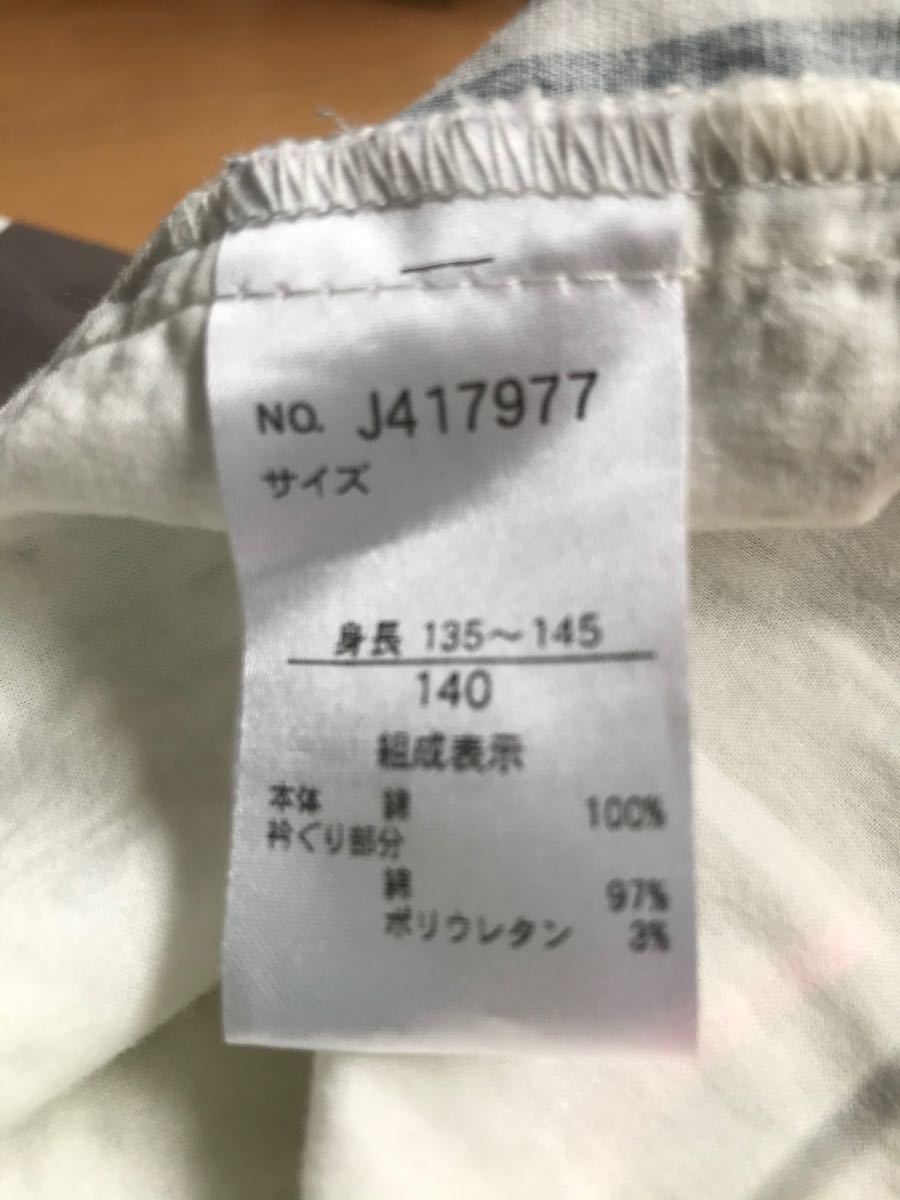 NO. J417977
サイズ
身長 135～145
140
組成表示
本体 綿 100%
衿ぐり部分
綿 97%
ポリウレタン 3%